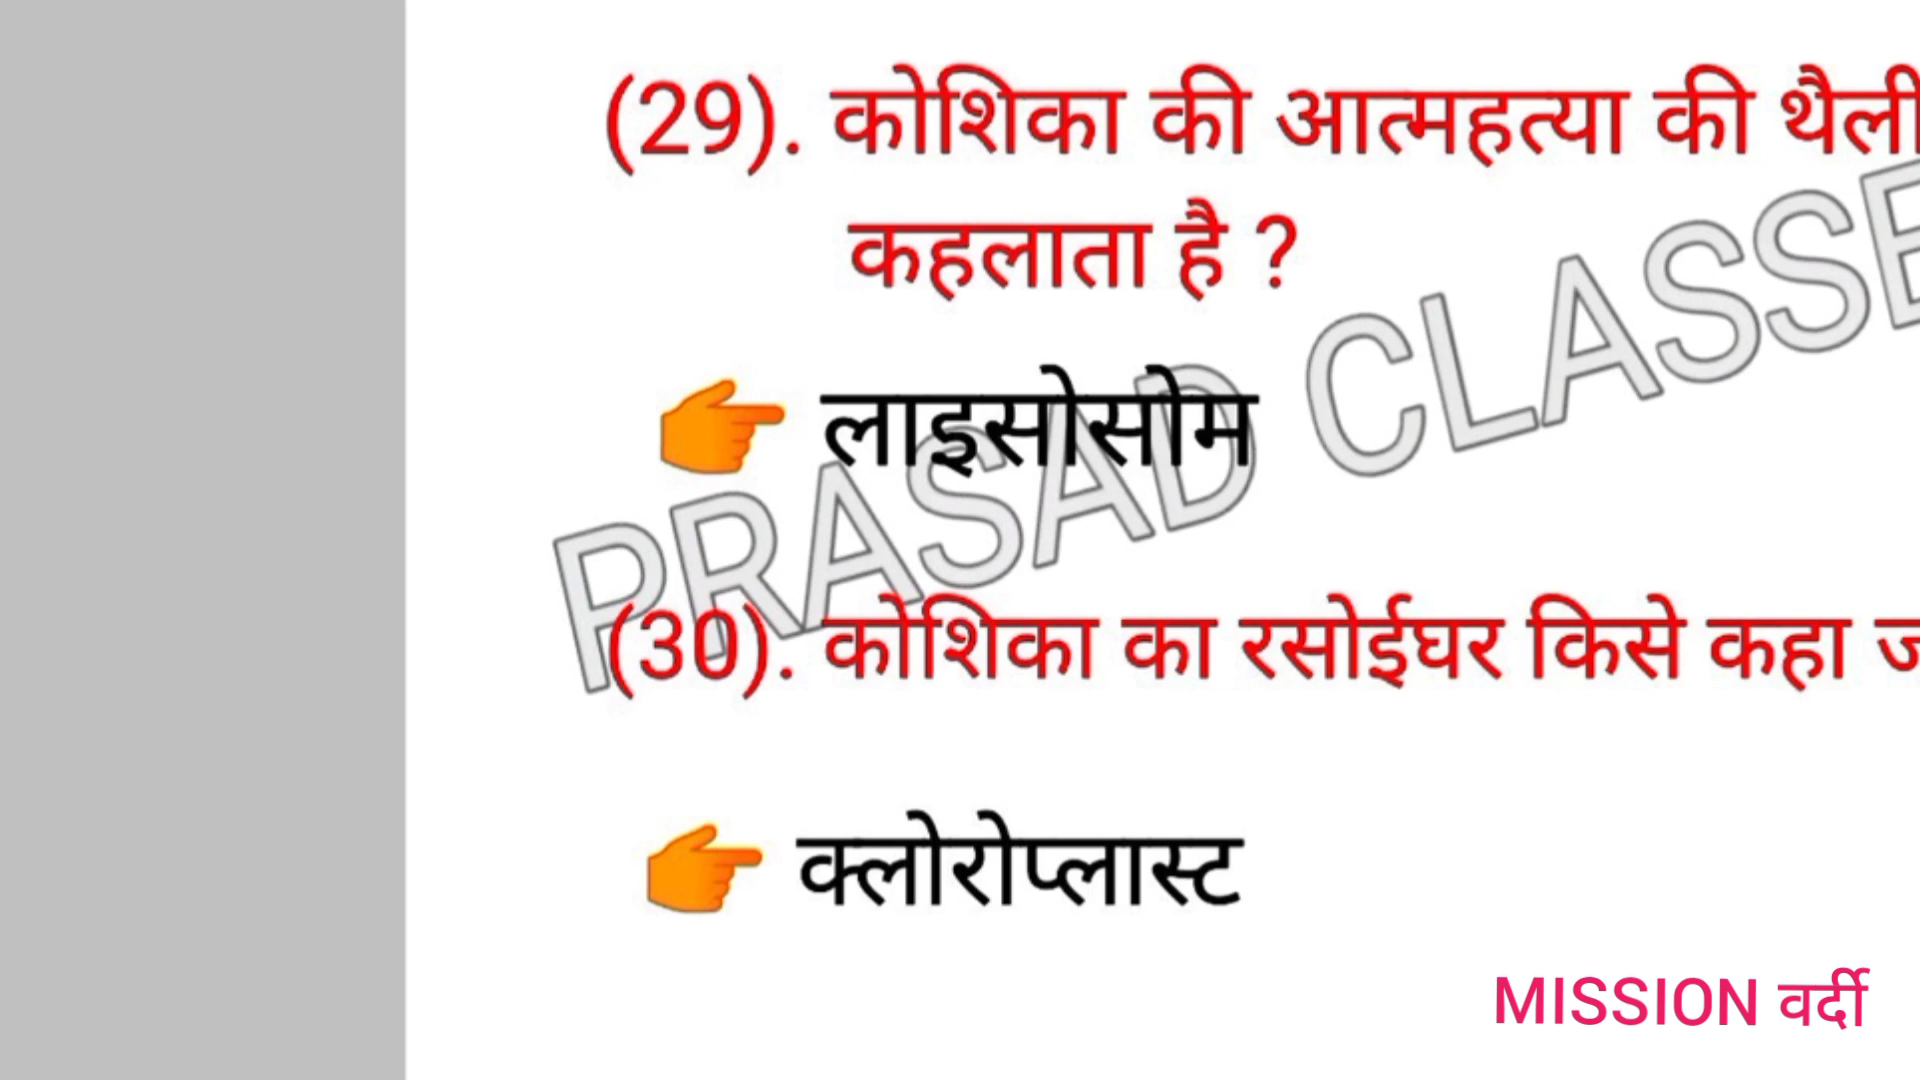 (29). कोशिका की आत्महत्या की थैली
कहलाता है ?
👉 लाइसोसोम
PRASAD CLASSE
(30). कोशिका का रसोईघर किसे कहा
👉 क्लोरोप्लास्ट
MISSION वर्दी